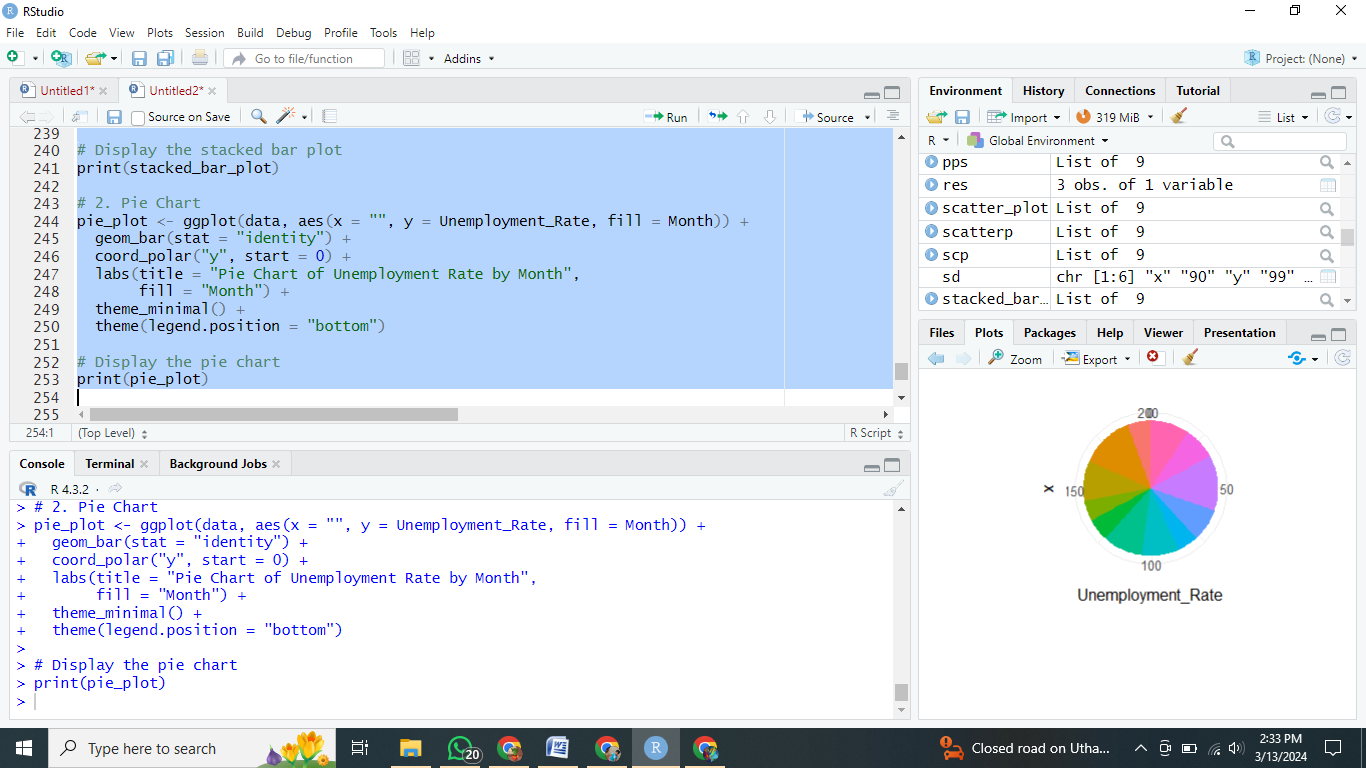 RStudio
File Edit Code View Plots Session Build Debug Profile Tools Help
Go to file/function Addins Project: (None)
Untitled1* Untitled2*
Source on Save Run Source
239
240 # Display the stacked bar plot
241 print(stacked_bar_plot)
242
243 # 2. Pie Chart
244 pie_plot <- ggplot(data, aes(x = "", y = Unemployment_Rate, fill = Month)) +
245 geom_bar(stat = "identity") +
246 coord_polar("y", start = 0) +
247 labs(title = "Pie Chart of Unemployment Rate by Month",
248 fill = "Month") +
249 theme_minimal() +
250 theme(legend.position = "bottom")
251
252 # Display the pie chart
253 print(pie_plot)
254
255
254:1 (Top Level) R Script
Console Terminal Background Jobs
R 4.3.2 ·
> # 2. Pie Chart
> pie_plot <- ggplot(data, aes(x = "", y = Unemployment_Rate, fill = Month)) +
+ geom_bar(stat = "identity") +
+ coord_polar("y", start = 0) +
+ labs(title = "Pie Chart of Unemployment Rate by Month",
+ fill = "Month") +
+ theme_minimal() +
+ theme(legend.position = "bottom")
>
> # Display the pie chart
> print(pie_plot)
>
Environment History Connections Tutorial
Import 319 MiB List
R Global Environment
pps List of 9
res 3 obs. of 1 variable
scatter_plot List of 9
scatterp List of 9
scp List of 9
sd chr [1:6] "x" "90" "y" "99" ...
stacked_bar… List of 9
Files Plots Packages Help Viewer Presentation
Zoom Export
200
x 150 50
100
Unemployment_Rate
Type here to search 20 Closed road on Utha... 2:33 PM
3/13/2024